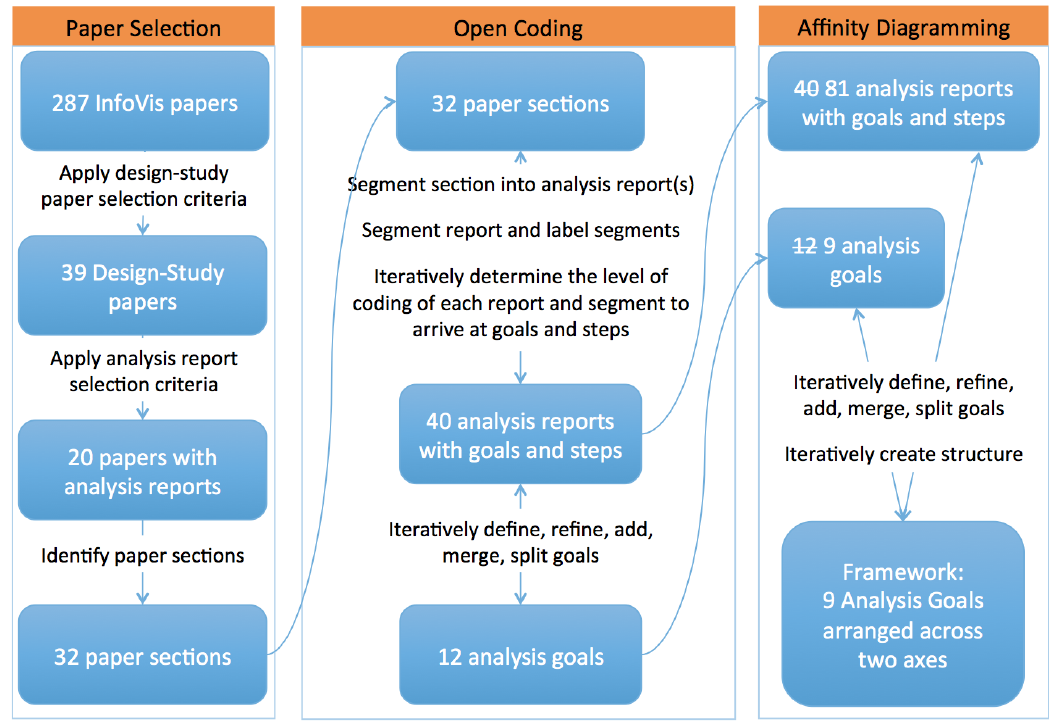 Paper Selection
287 InfoVis papers
Apply design-study
paper selection criteria
39 Design-Study
papers
Apply analysis report
selection criteria
20 papers with
analysis reports
Identify paper sections
32 paper sections
Open Coding
32 paper sections
Segment section into analysis report(s)
Segment report and label segments
Iteratively determine the level of
coding of each report and segment to
arrive at goals and steps
40 analysis reports
with goals and steps
Iteratively define, refine, add,
merge, split goals
12 analysis goals
Affinity Diagramming
40 81 analysis reports
with goals and steps
12 9 analysis
goals
Iteratively define, refine,
add, merge, split goals
Iteratively create structure
Framework:
9 Analysis Goals
arranged across
two axes